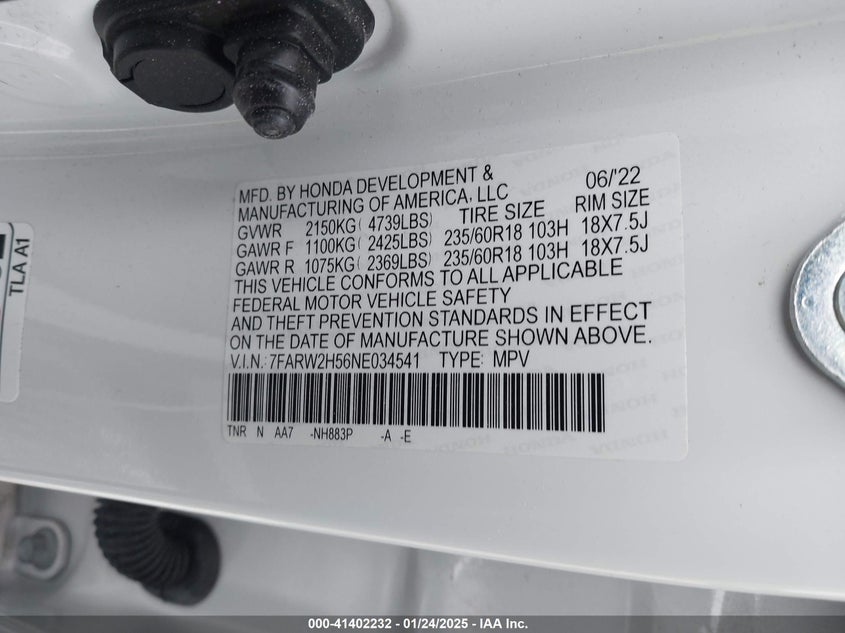 MFD. BY HONDA DEVELOPMENT & 06/'22
MANUFACTURING OF AMERICA, LLC
GVWR 2150KG( 4739LBS) TIRE SIZE RIM SIZE
GAWR F 1100KG( 2425LBS) 235/60R18 103H 18X7.5J
GAWR R 1075KG( 2369LBS) 235/60R18 103H 18X7.5J
THIS VEHICLE CONFORMS TO ALL APPLICABLE
FEDERAL MOTOR VEHICLE SAFETY
AND THEFT PREVENTION STANDARDS IN EFFECT
ON THE DATE OF MANUFACTURE SHOWN ABOVE.
V.I.N.: 7FARW2H56NE034541 TYPE: MPV
TNR N AA7 -NH883P -A -E
TLA A1
000-41402232 - 01/24/2025 - IAA Inc.